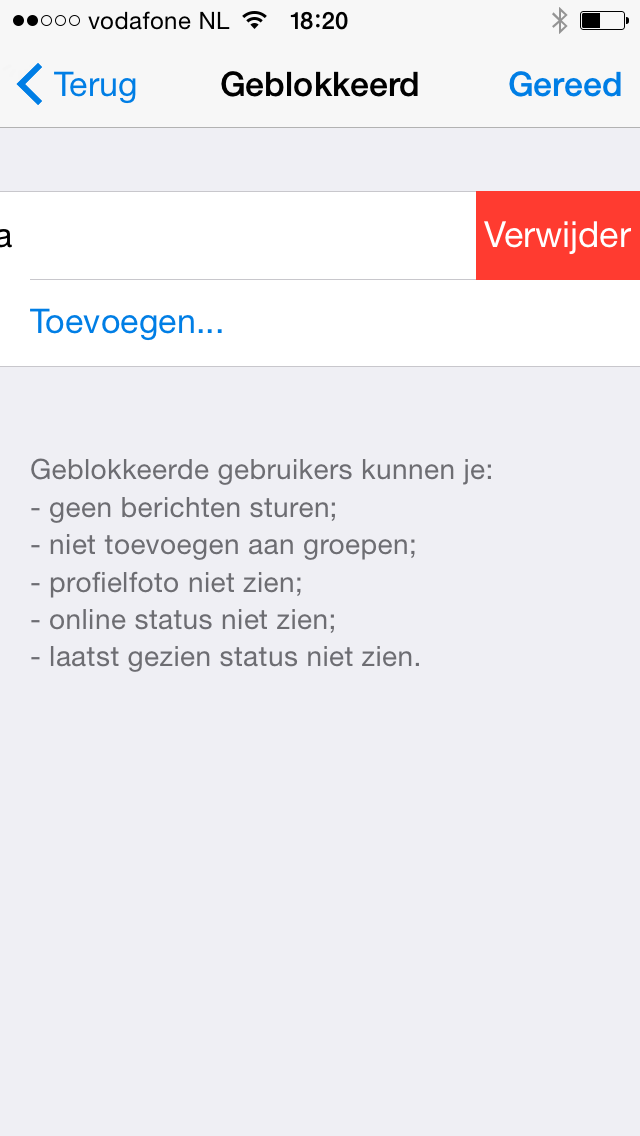 vodafone NL 18:20
Terug Geblokkeerd Gereed
a Verwijder
Toevoegen...
Geblokkeerde gebruikers kunnen je:
- geen berichten sturen;
- niet toevoegen aan groepen;
- profielfoto niet zien;
- online status niet zien;
- laatst gezien status niet zien.